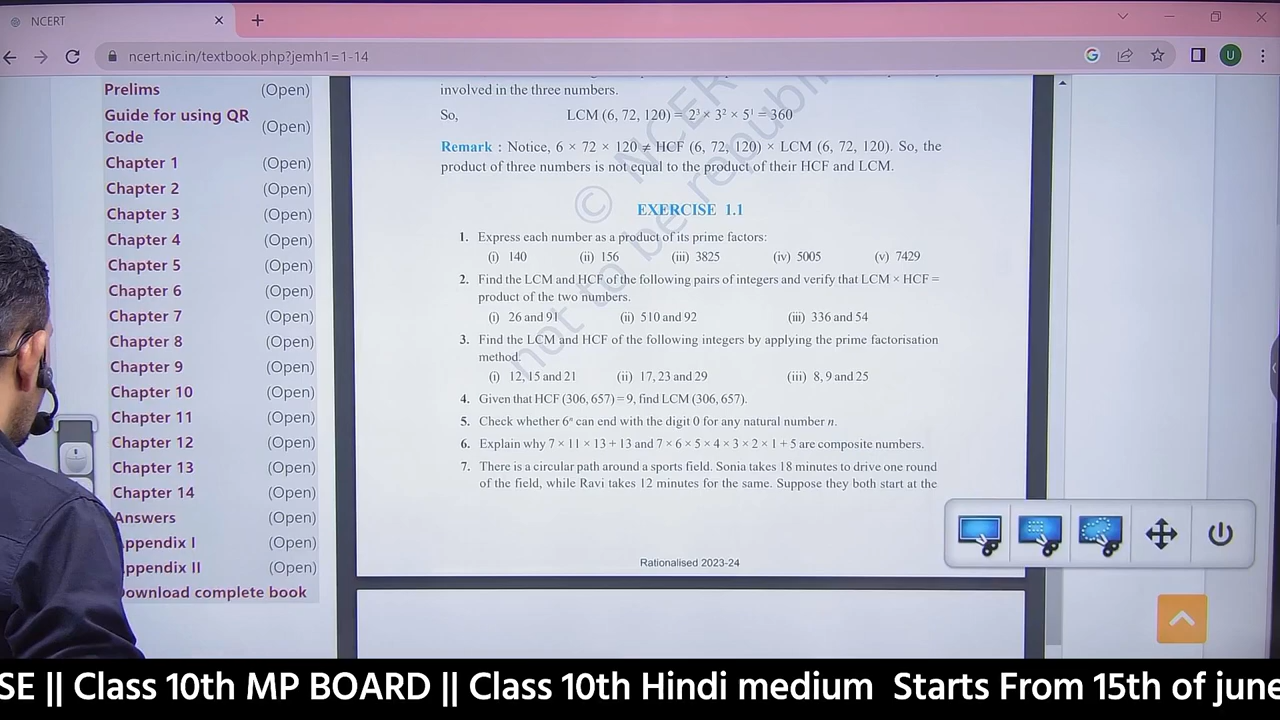 NCERT
ncert.nic.in/textbook.php?jemh1=1-14
U
Prelims (Open)
Guide for using QR Code (Open)
Chapter 1 (Open)
Chapter 2 (Open)
Chapter 3 (Open)
Chapter 4 (Open)
Chapter 5 (Open)
Chapter 6 (Open)
Chapter 7 (Open)
Chapter 8 (Open)
Chapter 9 (Open)
Chapter 10 (Open)
Chapter 11 (Open)
Chapter 12 (Open)
Chapter 13 (Open)
Chapter 14 (Open)
Answers (Open)
ppendix I (Open)
ppendix II (Open)
ownload complete book
involved in the three numbers.
So, LCM (6, 72, 120) = 2³ × 3² × 5¹ = 360
Remark : Notice, 6 × 72 × 120 ≠ HCF (6, 72, 120) × LCM (6, 72, 120). So, the
product of three numbers is not equal to the product of their HCF and LCM.
© NCERT
not to be republi
EXERCISE 1.1
1. Express each number as a product of its prime factors:
(i) 140 (ii) 156 (iii) 3825 (iv) 5005 (v) 7429
2. Find the LCM and HCF of the following pairs of integers and verify that LCM × HCF =
product of the two numbers.
(i) 26 and 91 (ii) 510 and 92 (iii) 336 and 54
3. Find the LCM and HCF of the following integers by applying the prime factorisation
method.
(i) 12, 15 and 21 (ii) 17, 23 and 29 (iii) 8, 9 and 25
4. Given that HCF (306, 657) = 9, find LCM (306, 657).
5. Check whether 6ⁿ can end with the digit 0 for any natural number n.
6. Explain why 7 × 11 × 13 + 13 and 7 × 6 × 5 × 4 × 3 × 2 × 1 + 5 are composite numbers.
7. There is a circular path around a sports field. Sonia takes 18 minutes to drive one round
of the field, while Ravi takes 12 minutes for the same. Suppose they both start at the
Rationalised 2023-24
SE || Class 10th MP BOARD || Class 10th Hindi medium Starts From 15th of june